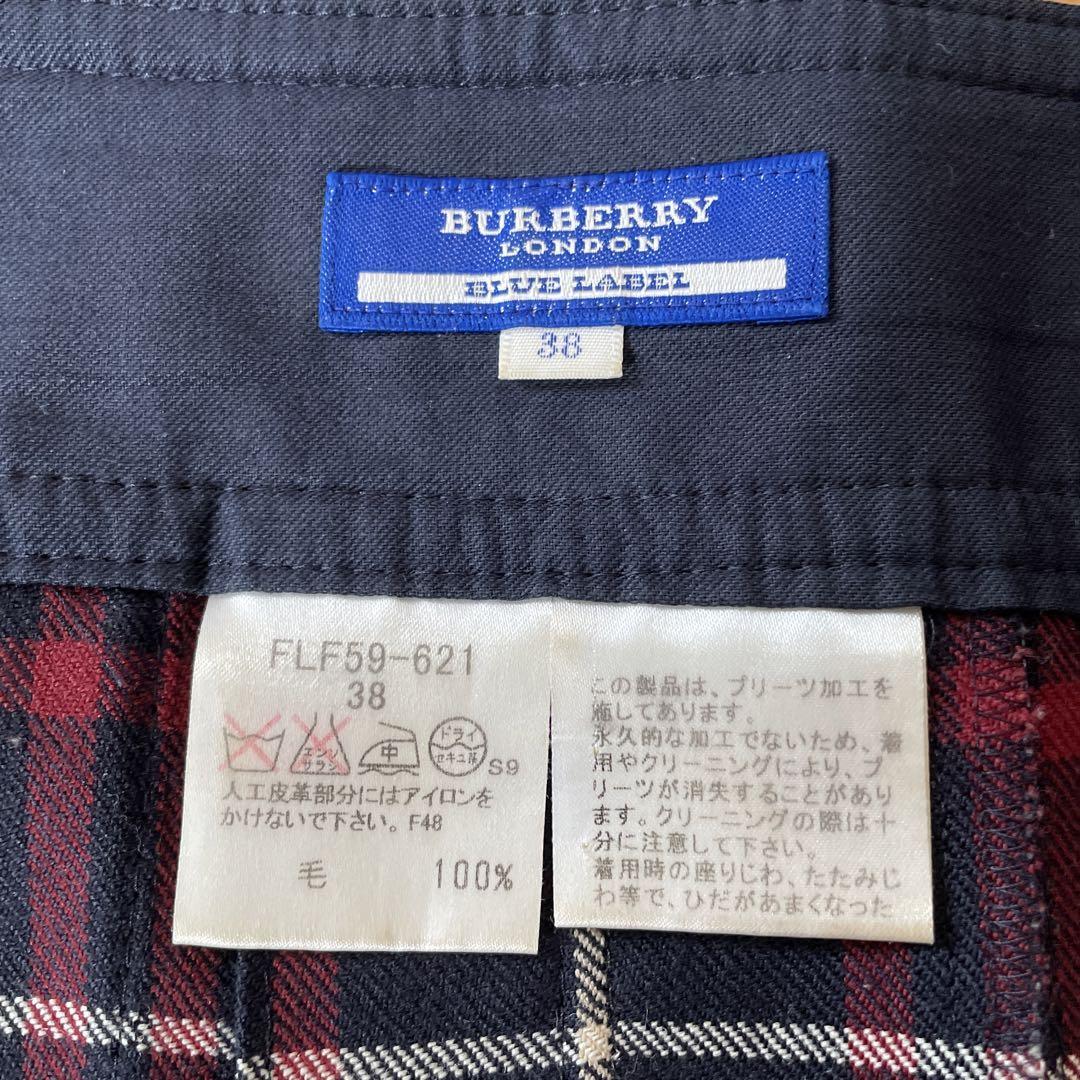 BURBERRY
LONDON
BLUE LABEL
38
FLF59-621
38
エンソ
サラシ
中
ドライ
セキユ系
S9
人工皮革部分にはアイロンを
かけないで下さい。F48
毛 100%
この製品は、プリーツ加工を
施してあります。
永久的な加工でないため、着
用やクリーニングにより、プ
リーツが消失することがあり
ます。クリーニングの際は十
分に注意して下さい。
着用時の座りじわ、たたみじ
わ等で、ひだがあまくなった